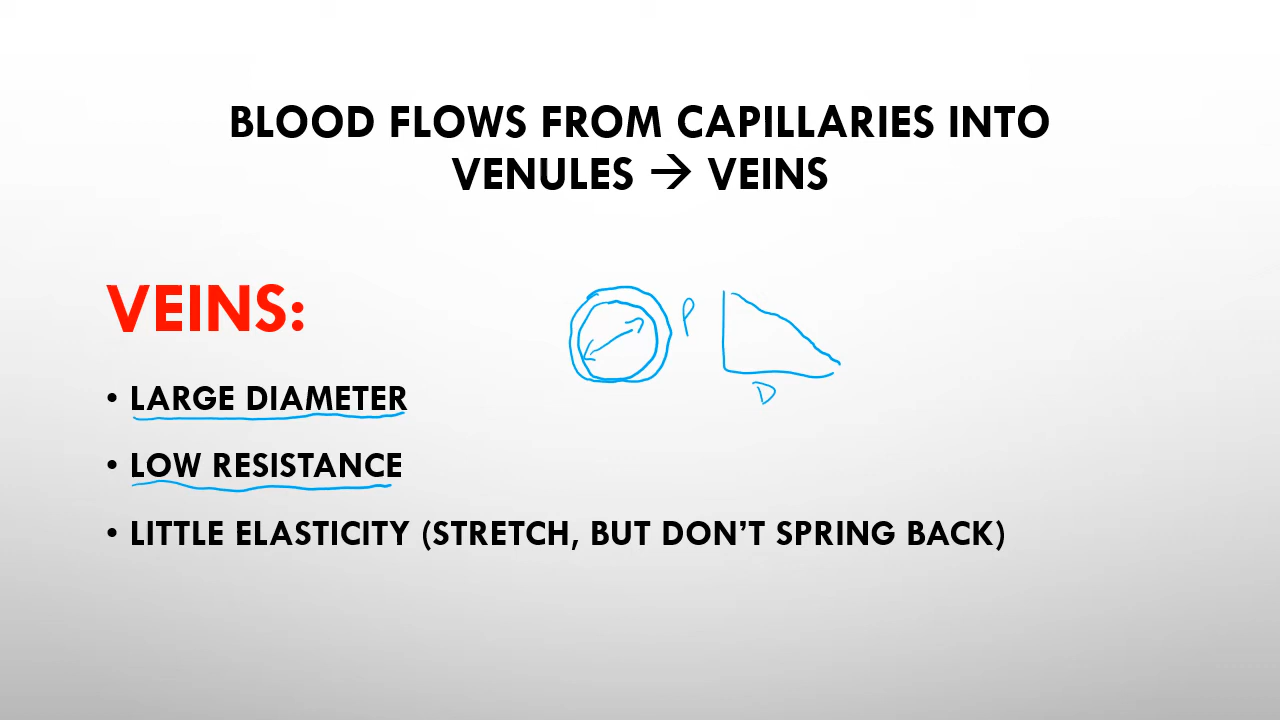 BLOOD FLOWS FROM CAPILLARIES INTO
VENULES → VEINS
VEINS:
P
D
• LARGE DIAMETER
• LOW RESISTANCE
• LITTLE ELASTICITY (STRETCH, BUT DON’T SPRING BACK)